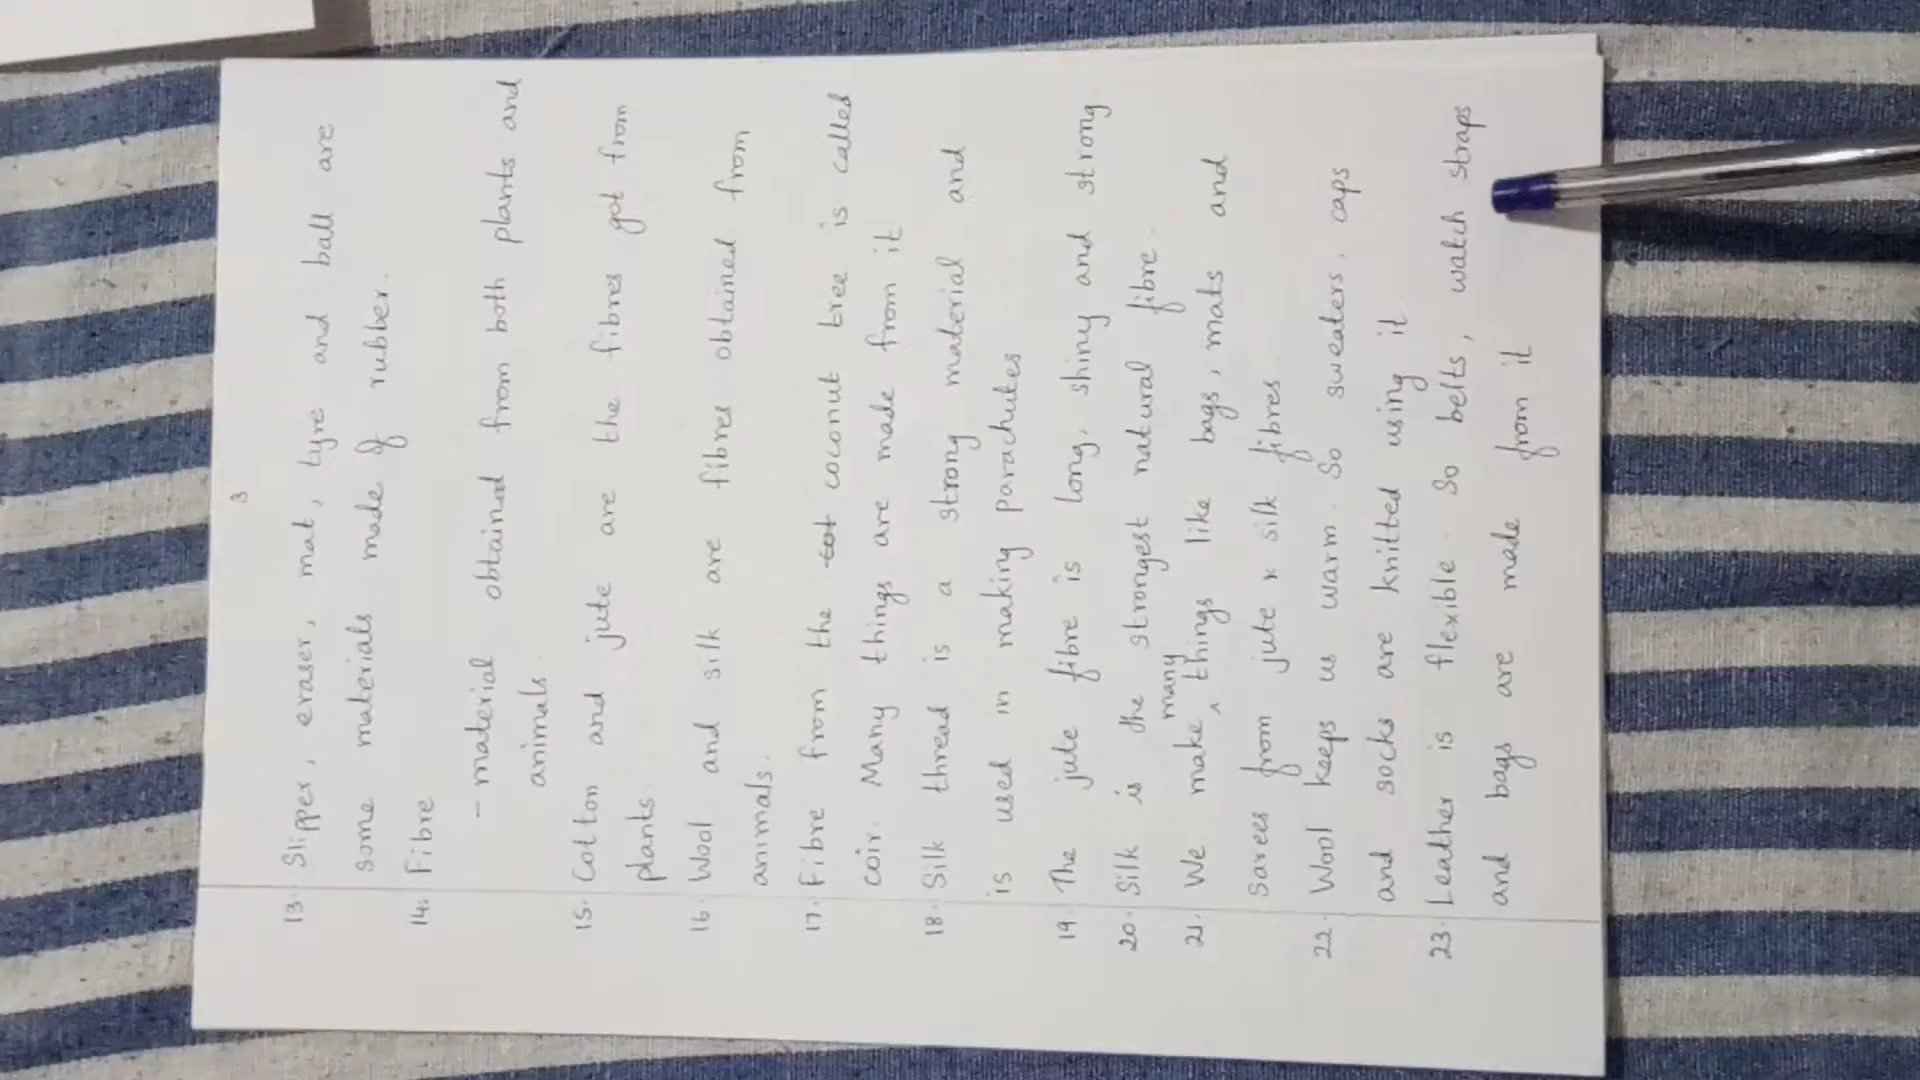 3
13. Slipper, eraser, mat, tyre and ball are
some materials made of rubber.
14. Fibre
- material obtained from both plants and
animals.
15. Cotton and jute are the fibres got from
plants.
16. Wool and silk are fibres obtained from
animals.
17. Fibre from the cot coconut tree is called
coir. Many things are made from it
18. Silk thread is a strong material and
is used in making parachutes
19 The jute fibre is long, shiny and strong
20. Silk is the strongest natural fibre.
21. We make many things like bags, mats and
sarees from jute x silk fibres
22. Wool keeps us warm. So sweaters, caps
and socks are knitted using it
23. Leather is flexible. So belts, watch straps
and bags are made from it